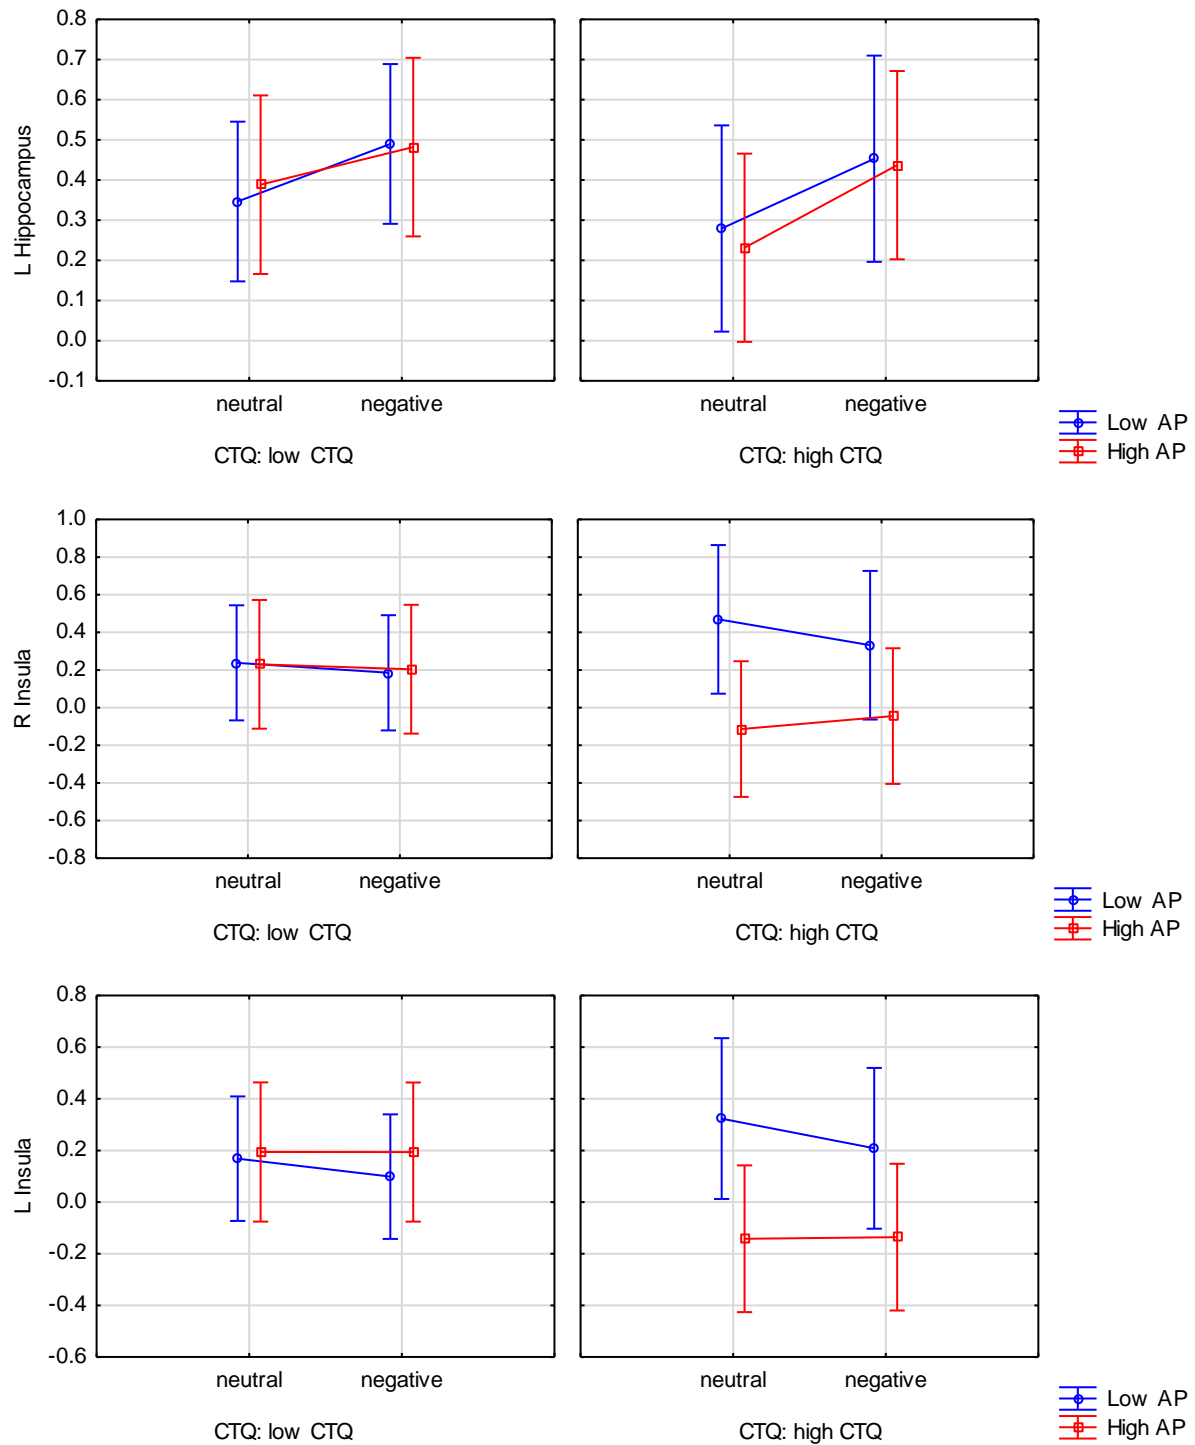 0.8
0.7
0.6
0.5
0.4
0.3
0.2
0.1
0.0
-0.1
L Hippocampus
neutral negative neutral negative
CTQ: low CTQ CTQ: high CTQ
Low AP
High AP
1.0
0.8
0.6
0.4
0.2
0.0
-0.2
-0.4
-0.6
-0.8
R Insula
neutral negative neutral negative
CTQ: low CTQ CTQ: high CTQ
Low AP
High AP
0.8
0.6
0.4
0.2
0.0
-0.2
-0.4
-0.6
L Insula
neutral negative neutral negative
CTQ: low CTQ CTQ: high CTQ
Low AP
High AP